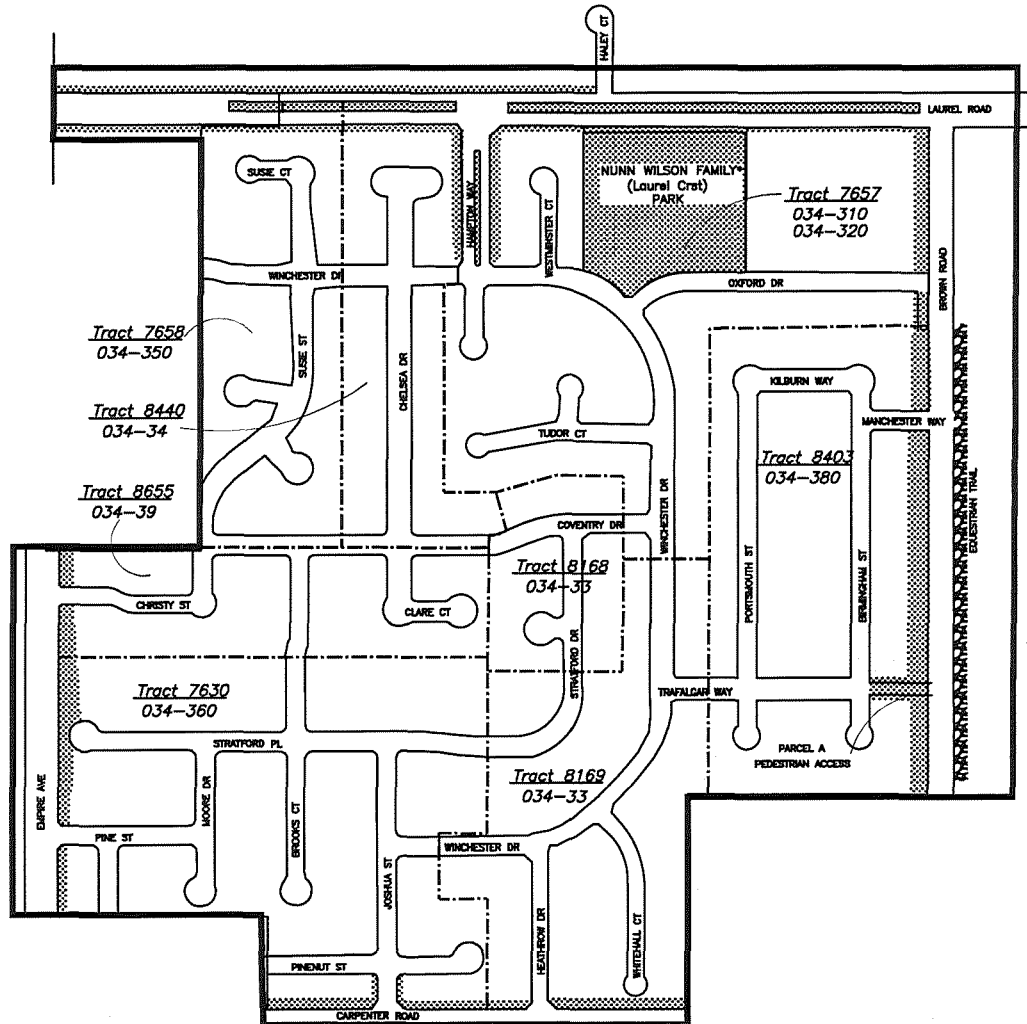 HALEY CT
LAUREL ROAD
SUSIE CT
HAMPTON WAY
WESTMINSTER CT
NUNN WILSON FAMILY*
(Laurel Crst)
PARK
Tract 7657
034-310
034-320
BROWN ROAD
WINCHESTER DR
OXFORD DR
Tract 7658
034-350
SUSIE ST
CHELSEA DR
KILBURN WAY
Tract 8440
034-34
TUDOR CT
MANCHESTER WAY
Tract 8403
034-380
EQUESTRIAN TRAIL
Tract 8655
034-39
COVENTRY DR
WINCHESTER DR
Tract 8168
034-33
PORTSMOUTH ST
BIRMINGHAM ST
CHRISTY ST
CLARE CT
STRATFORD DR
Tract 7630
034-360
TRAFALGAR WAY
STRATFORD PL
PARCEL A
PEDESTRIAN ACCESS
EMPIRE AVE
MOORE DR
BROOKS CT
Tract 8169
034-33
PINE ST
WINCHESTER DR
JOSHUA ST
HEATHROW DR
WHITEHALL CT
PINENUT ST
CARPENTER ROAD